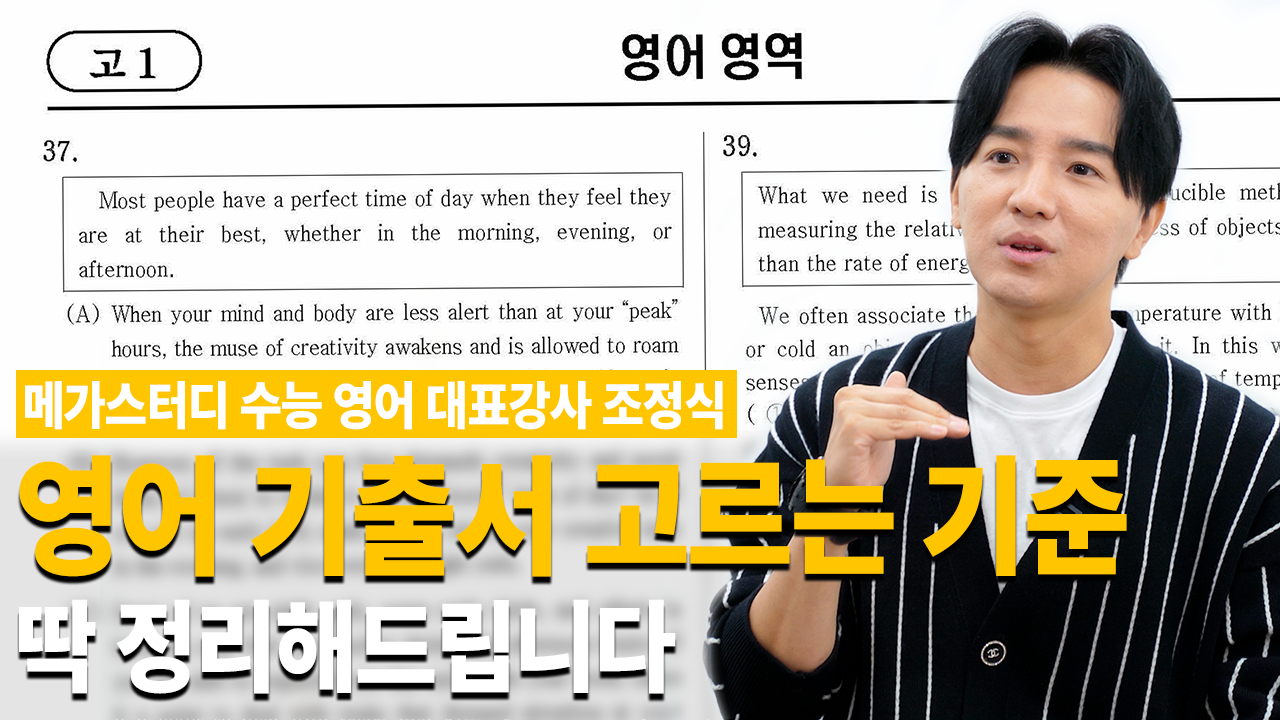 고 1
영어 영역
37.
Most people have a perfect time of day when they feel they
are at their best, whether in the morning, evening, or
afternoon.
(A) When your mind and body are less alert than at your “peak”
hours, the muse of creativity awakens and is allowed to roam
39.
What we need is
measuring the
than the rate of
We often associate with
or cold an In this
senses of
메가스터디 수능 영어 대표강사 조정식
영어 기출서 고르는 기준
딱 정리해드립니다